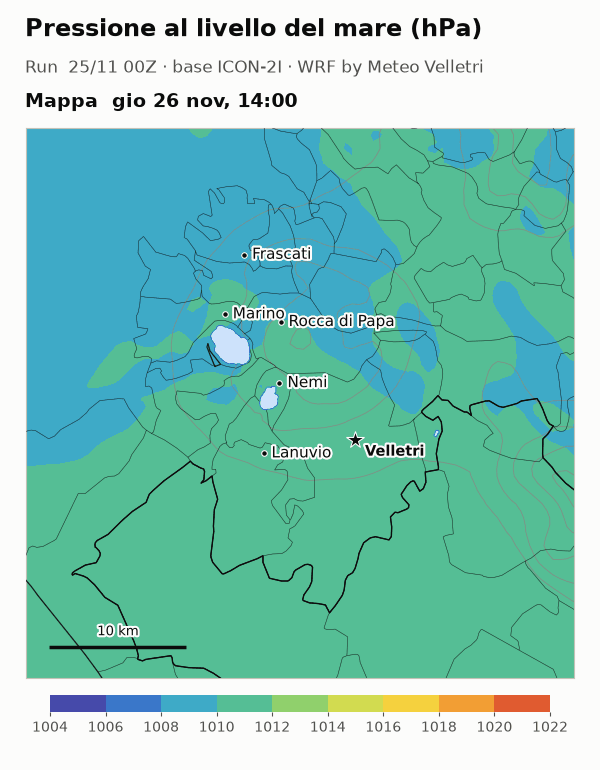 Pressione al livello del mare (hPa)
Run  25/11 00Z · base ICON-2I · WRF by Meteo Velletri
Mappa  gio 26 nov, 14:00
Frascati
Marino
Rocca di Papa
Nemi
Velletri
Lanuvio
10 km
1004 1006 1008 1010 1012 1014 1016 1018 1020 1022